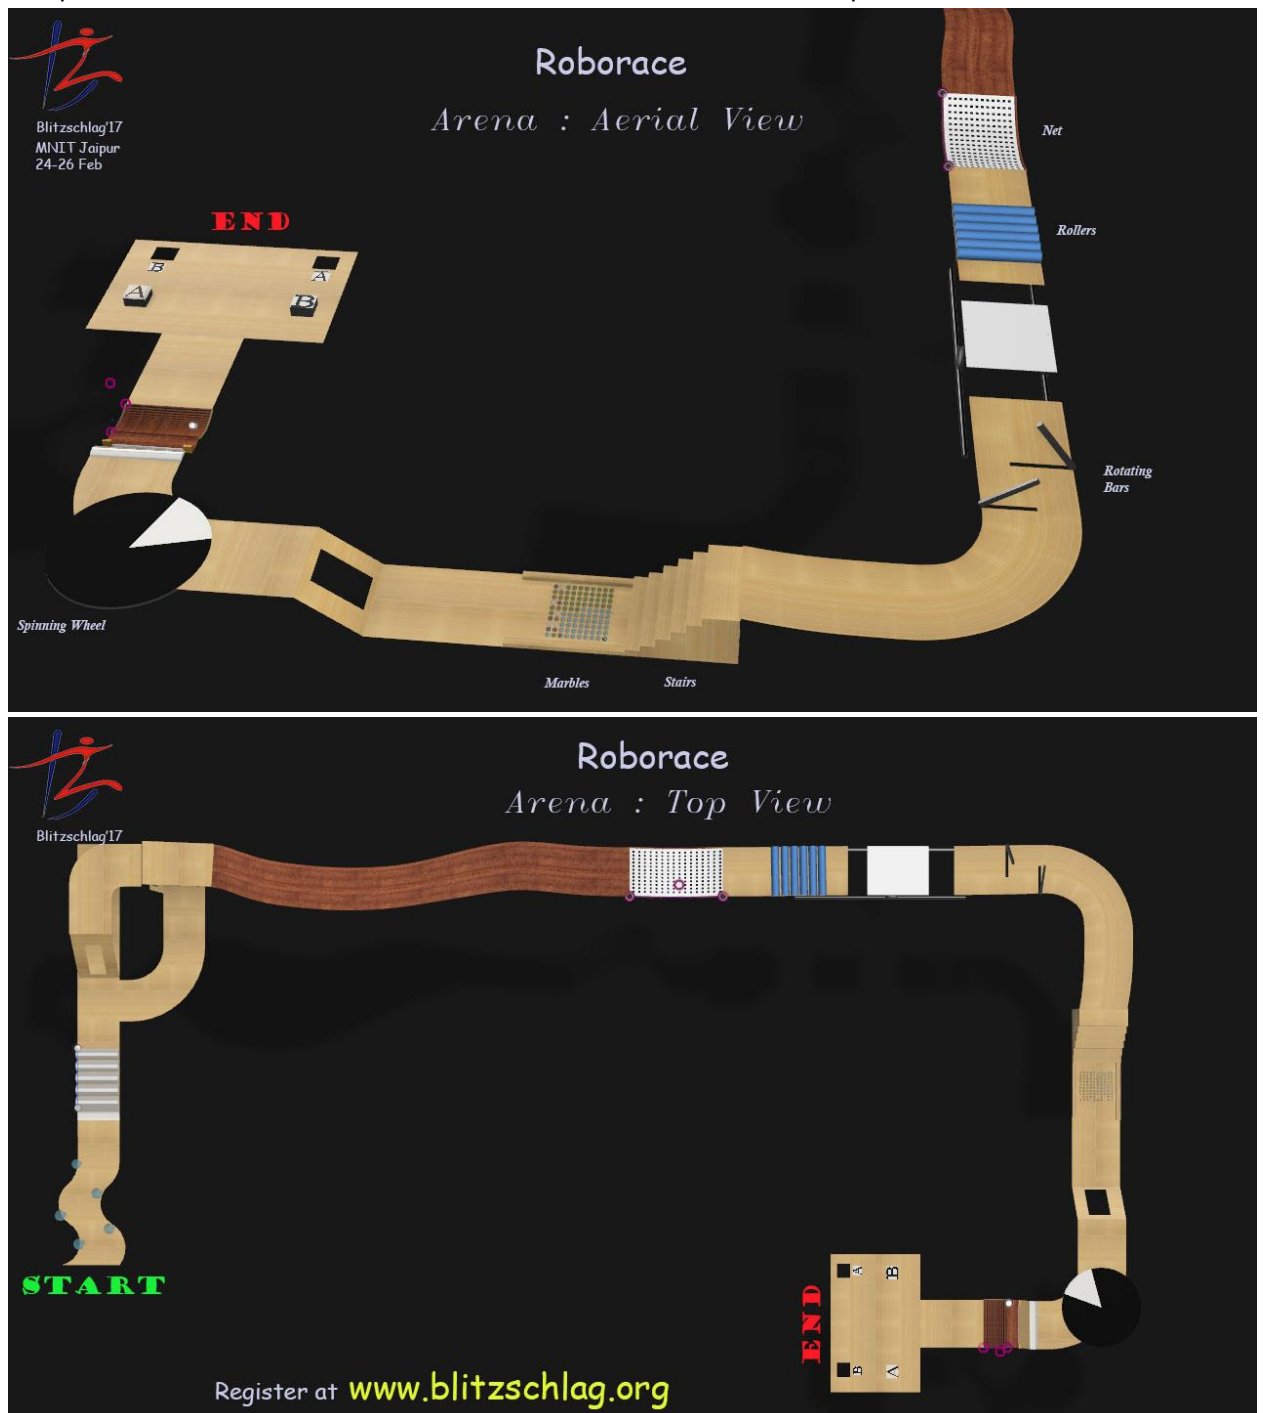 Roborace
Arena : Aerial View
Blitzschlag'17
MNIT Jaipur
24-26 Feb
Net
END
Rollers
B
A
A
B
Rotating
Bars
Spinning Wheel
Marbles
Stairs
Roborace
Arena : Top View
Blitzschlag'17
START
END
A
B
B
A
Register at www.blitzschlag.org